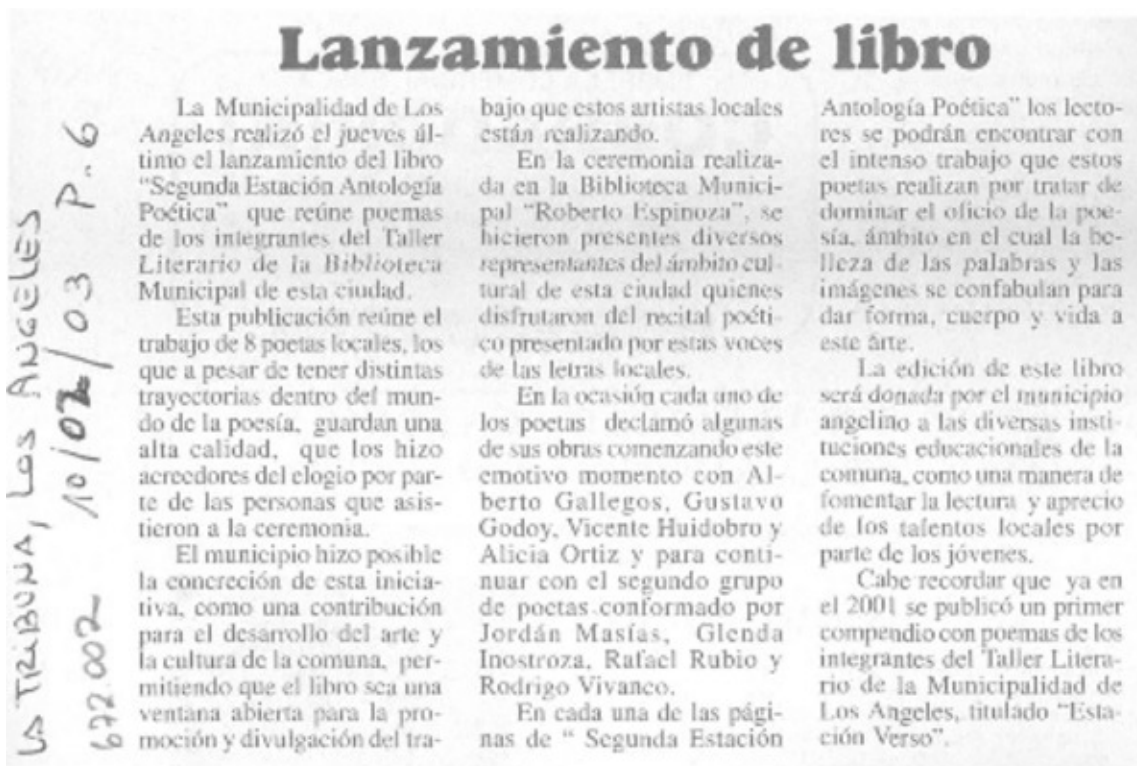 Lanzamiento de libro
La Municipalidad de Los
Angeles realizó el jueves úl-
timo el lanzamiento del libro
“Segunda Estación Antología
Poética” que reúne poemas
de los integrantes del Taller
Literario de la Biblioteca
Municipal de esta ciudad.
Esta publicación reúne el
trabajo de 8 poetas locales, los
que a pesar de tener distintas
trayectorias dentro del mun-
do de la poesía, guardan una
alta calidad, que los hizo
acreedores del elogio por par-
te de las personas que asis-
tieron a la ceremonia.
El municipio hizo posible
la concreción de esta inicia-
tiva, como una contribución
para el desarrollo del arte y
la cultura de la comuna, per-
mitiendo que el libro sea una
ventana abierta para la pro-
moción y divulgación del tra-
bajo que estos artistas locales
están realizando.
En la ceremonia realiza-
da en la Biblioteca Munici-
pal “Roberto Espinoza”, se
hicieron presentes diversos
representantes del ámbito cul-
tural de esta ciudad quienes
disfrutaron del recital poéti-
co presentado por estas voces
de las letras locales.
En la ocasión cada uno de
los poetas declamó algunas
de sus obras comenzando este
emotivo momento con Al-
berto Gallegos, Gustavo
Godoy, Vicente Huidobro y
Alicia Ortiz y para conti-
nuar con el segundo grupo
de poetas conformado por
Jordán Masías, Glenda
Inostroza, Rafael Rubio y
Rodrigo Vivanco.
En cada una de las pági-
nas de “ Segunda Estación
Antología Poética” los lecto-
res se podrán encontrar con
el intenso trabajo que estos
poetas realizan por tratar de
dominar el oficio de la poe-
sía, ámbito en el cual la be-
lleza de las palabras y las
imágenes se confabulan para
dar forma, cuerpo y vida a
este arte.
La edición de este libro
será donada por el municipio
angelino a las diversas insti-
tuciones educacionales de la
comuna, como una manera de
fomentar la lectura y aprecio
de los talentos locales por
parte de los jóvenes.
Cabe recordar que ya en
el 2001 se publicó un primer
compendio con poemas de los
integrantes del Taller Litera-
rio de la Municipalidad de
Los Angeles, titulado “Esta-
ción Verso”.
LA TRIBUNA, LOS ANGELES
672.002 P. 6